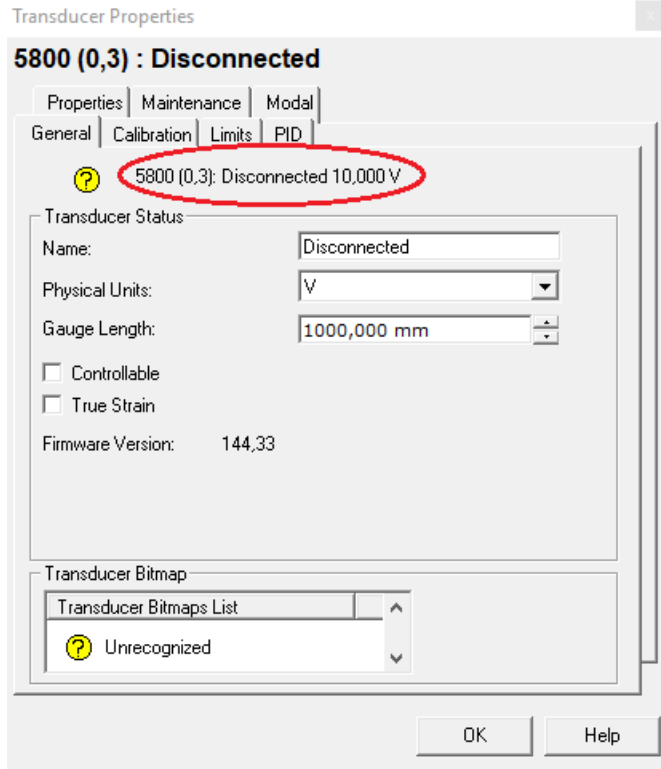 Transducer Properties
x
5800 (0,3) : Disconnected
Properties Maintenance Modal
General Calibration Limits PID
? 5800 (0,3): Disconnected 10,000 V
Transducer Status
Name: Disconnected
Physical Units: V
Gauge Length: 1000,000 mm
Controllable
True Strain
Firmware Version: 144,33
Transducer Bitmap
Transducer Bitmaps List
? Unrecognized
OK Help